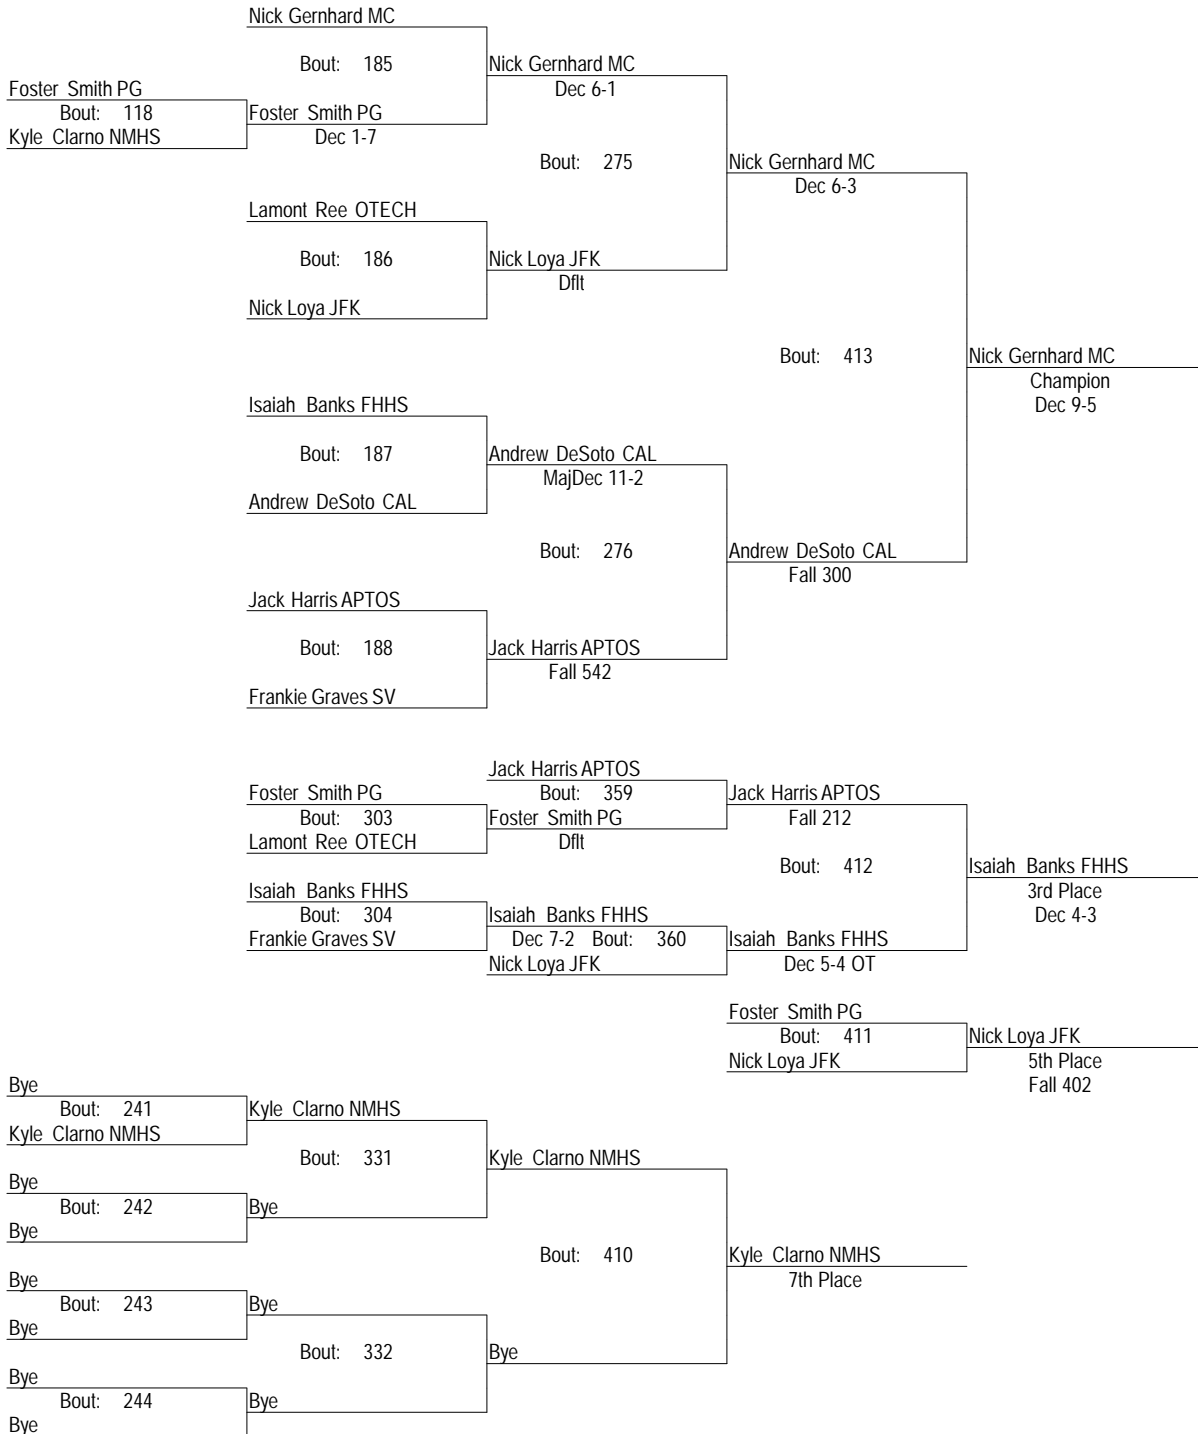 Nick Gernhard MC
Bout: 185
Nick Gernhard MC
Dec 6-1
Foster Smith PG
Bout: 118
Kyle Clarno NMHS
Foster Smith PG
Dec 1-7
Bout: 275
Nick Gernhard MC
Dec 6-3
Lamont Ree OTECH
Bout: 186
Nick Loya JFK
Dflt
Nick Loya JFK
Bout: 413
Nick Gernhard MC
Champion
Dec 9-5
Isaiah Banks FHHS
Bout: 187
Andrew DeSoto CAL
MajDec 11-2
Andrew DeSoto CAL
Bout: 276
Andrew DeSoto CAL
Fall 300
Jack Harris APTOS
Bout: 188
Jack Harris APTOS
Fall 542
Frankie Graves SV
Jack Harris APTOS
Foster Smith PG
Bout: 359
Jack Harris APTOS
Bout: 303
Foster Smith PG
Fall 212
Lamont Ree OTECH
Dflt
Bout: 412
Isaiah Banks FHHS
3rd Place
Dec 4-3
Isaiah Banks FHHS
Bout: 304
Isaiah Banks FHHS
Frankie Graves SV
Dec 7-2 Bout: 360
Isaiah Banks FHHS
Nick Loya JFK
Dec 5-4 OT
Foster Smith PG
Bout: 411
Nick Loya JFK
Nick Loya JFK
5th Place
Fall 402
Bye
Bout: 241
Kyle Clarno NMHS
Kyle Clarno NMHS
Bout: 331
Kyle Clarno NMHS
Bye
Bout: 242
Bye
Bye
Bout: 410
Kyle Clarno NMHS
7th Place
Bye
Bout: 243
Bye
Bye
Bout: 332
Bye
Bye
Bout: 244
Bye
Bye